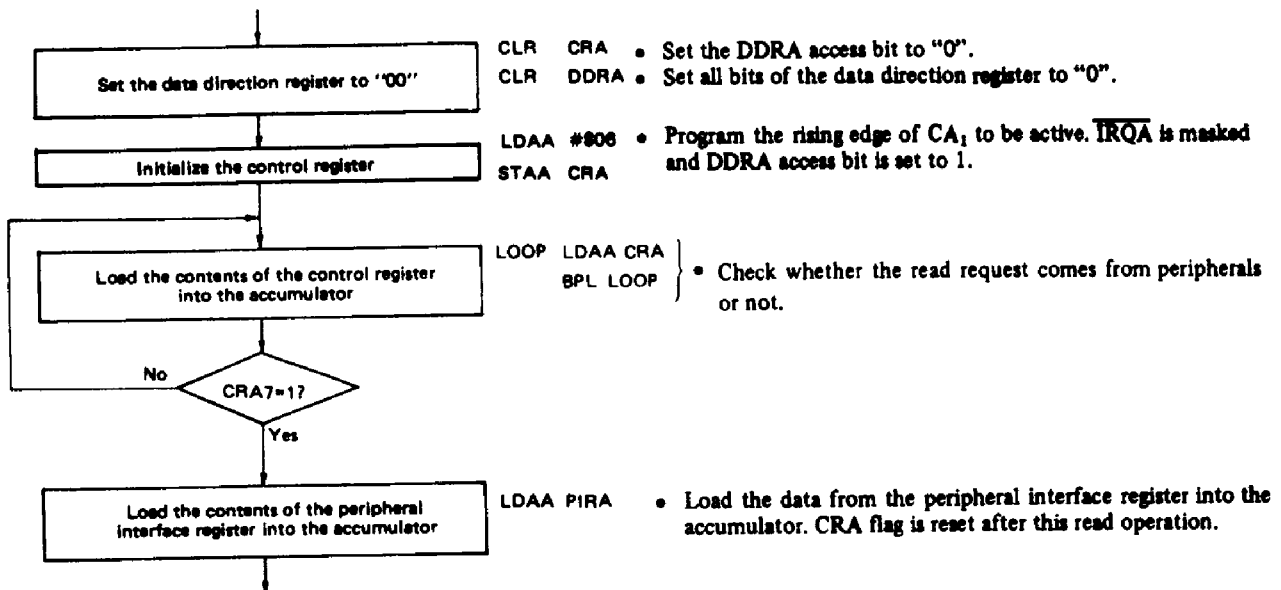 Set the data direction register to "00"
CLR CRA • Set the DDRA access bit to “0”.
CLR DDRA • Set all bits of the data direction register to “0”.
Initialize the control register
LDAA #$06 • Program the rising edge of CA₁ to be active. IRQA is masked
and DDRA access bit is set to 1.
STAA CRA
Load the contents of the control register
into the accumulator
LOOP LDAA CRA
BPL LOOP
• Check whether the read request comes from peripherals
or not.
No
CRA7=1?
Yes
Load the contents of the peripheral
interface register into the accumulator
LDAA PIRA • Load the data from the peripheral interface register into the
accumulator. CRA flag is reset after this read operation.